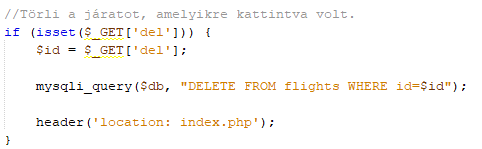 //Törli a járatot, amelyikre kattintva volt.
if (isset($_GET['del'])) {
    $id = $_GET['del'];
    mysqli_query($db, "DELETE FROM flights WHERE id=$id");
    header('location: index.php');
}